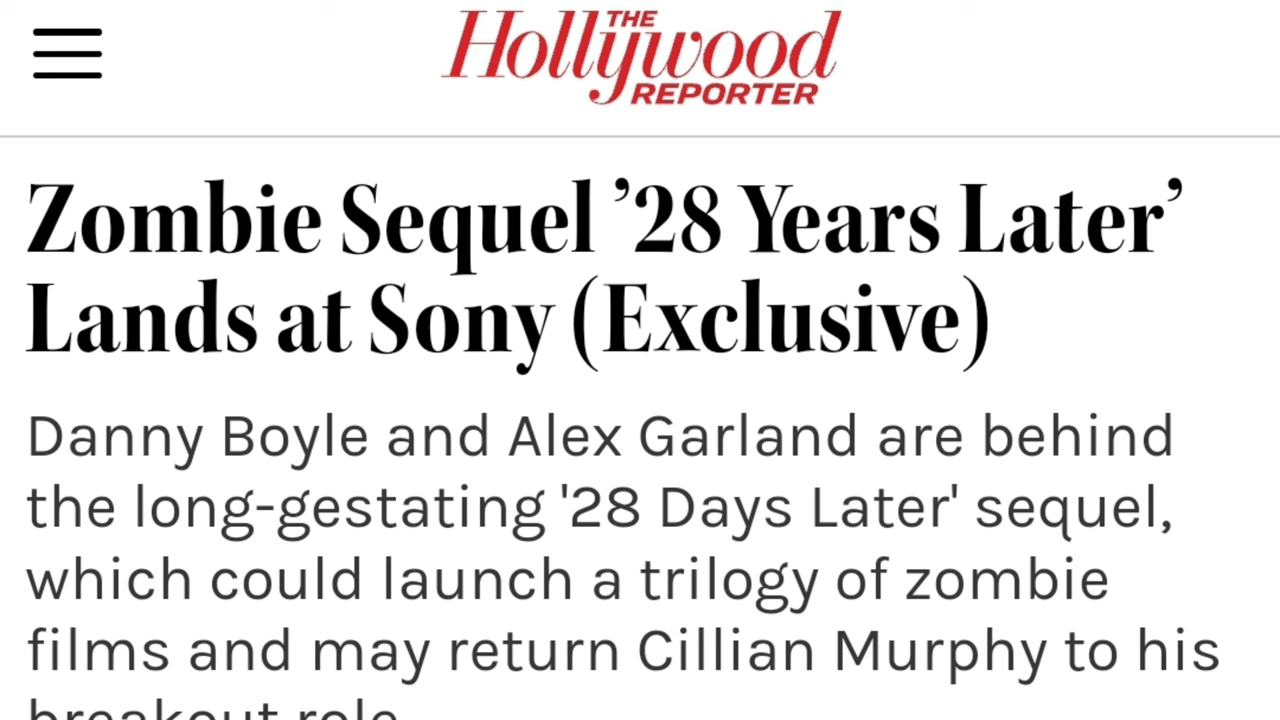 THE
Hollywood
REPORTER
Zombie Sequel ’28 Years Later’
Lands at Sony (Exclusive)
Danny Boyle and Alex Garland are behind
the long-gestating '28 Days Later' sequel,
which could launch a trilogy of zombie
films and may return Cillian Murphy to his
breakout role